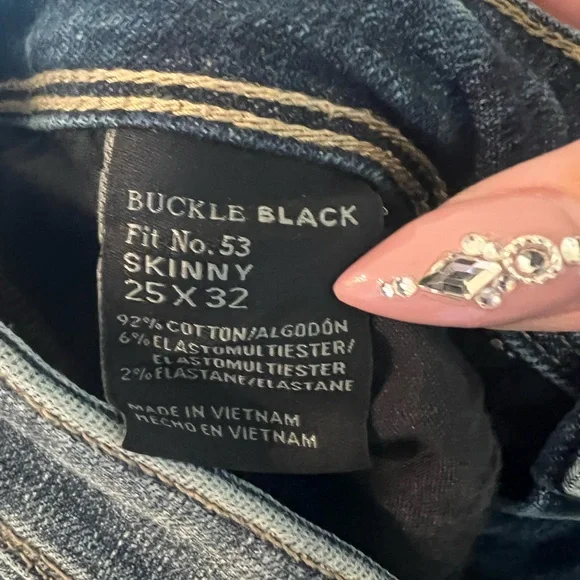 BUCKLE BLACK
Fit No. 53
SKINNY
25 X 32
92% COTTON/ALGODÓN
6% ELASTOMULTIESTER/
ELASTOMULTIESTER
2% ELASTANE/ELASTANE
MADE IN VIETNAM
HECHO EN VIETNAM